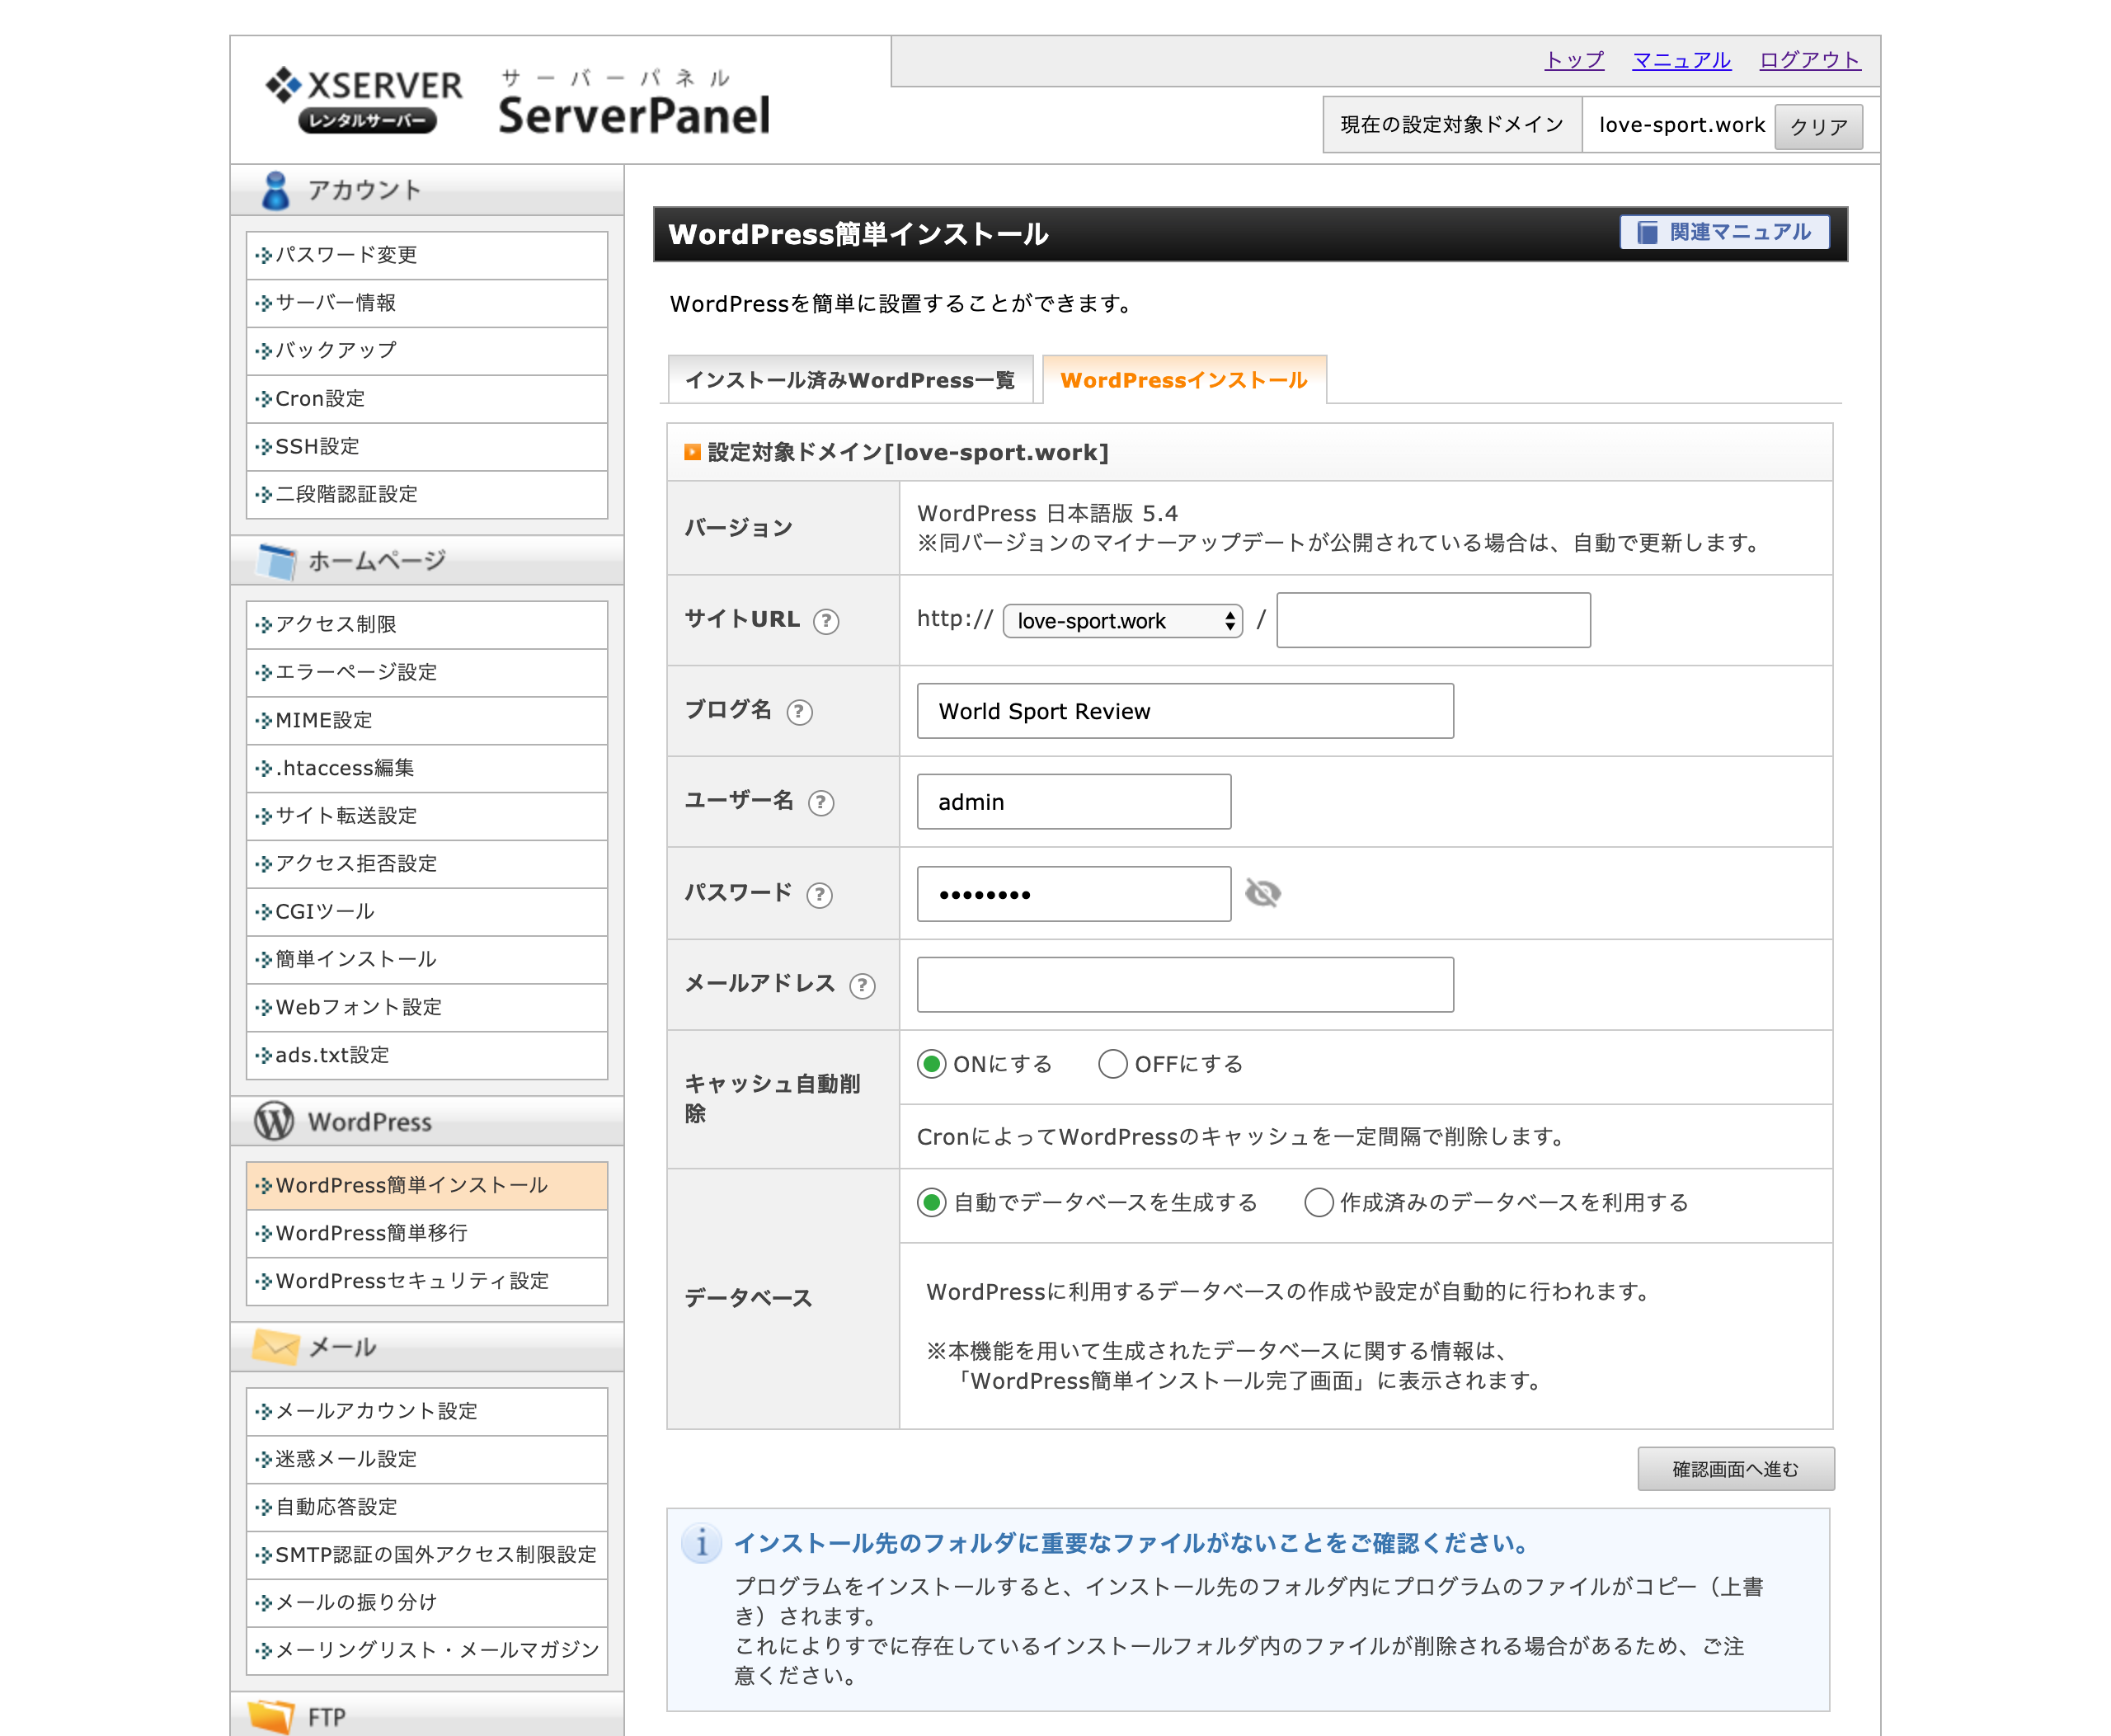 XSERVER
レンタルサーバー
サーバーパネル
ServerPanel
トップ マニュアル ログアウト
現在の設定対象ドメイン love-sport.work クリア
アカウント
パスワード変更
サーバー情報
バックアップ
Cron設定
SSH設定
二段階認証設定
ホームページ
アクセス制限
エラーページ設定
MIME設定
.htaccess編集
サイト転送設定
アクセス拒否設定
CGIツール
簡単インストール
Webフォント設定
ads.txt設定
WordPress
WordPress簡単インストール
WordPress簡単移行
WordPressセキュリティ設定
メール
メールアカウント設定
迷惑メール設定
自動応答設定
SMTP認証の国外アクセス制限設定
メールの振り分け
メーリングリスト・メールマガジン
FTP
WordPress簡単インストール 関連マニュアル
WordPressを簡単に設置することができます。
インストール済みWordPress一覧 WordPressインストール
設定対象ドメイン[love-sport.work]
バージョン
WordPress 日本語版 5.4
※同バージョンのマイナーアップデートが公開されている場合は、自動で更新します。
サイトURL ? http:// love-sport.work /
ブログ名 ? World Sport Review
ユーザー名 ? admin
パスワード ? ••••••••
メールアドレス ?
キャッシュ自動削
除
ONにする OFFにする
CronによってWordPressのキャッシュを一定間隔で削除します。
データベース
自動でデータベースを生成する 作成済みのデータベースを利用する
WordPressに利用するデータベースの作成や設定が自動的に行われます。
※本機能を用いて生成されたデータベースに関する情報は、
「WordPress簡単インストール完了画面」に表示されます。
確認画面へ進む
i インストール先のフォルダに重要なファイルがないことをご確認ください。
プログラムをインストールすると、インストール先のフォルダ内にプログラムのファイルがコピー（上書
き）されます。
これによりすでに存在しているインストールフォルダ内のファイルが削除される場合があるため、ご注
意ください。